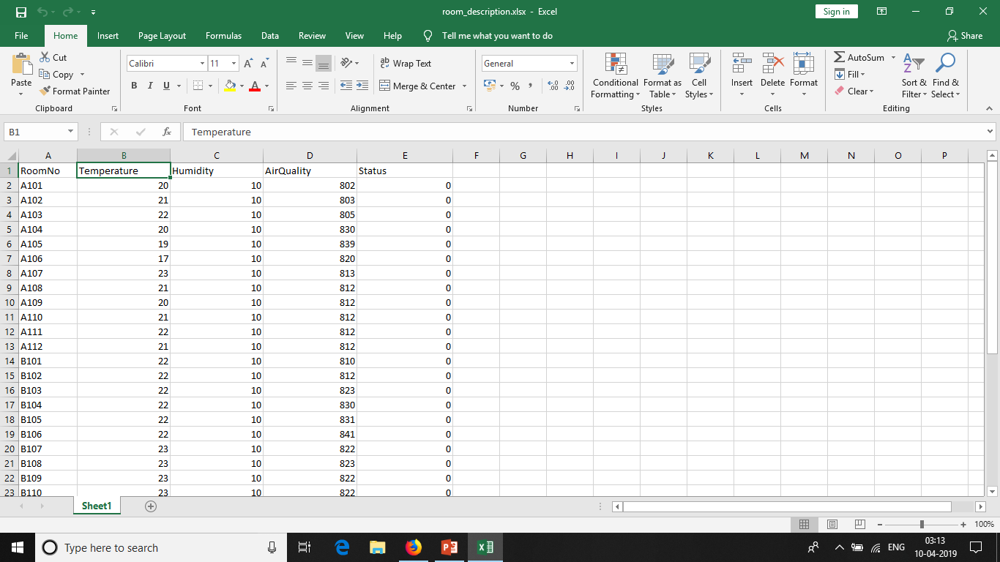 room_description.xlsx - Excel
Sign in
File Home Insert Page Layout Formulas Data Review View Help Tell me what you want to do Share
Paste Cut Copy Format Painter Clipboard
Calibri 11 A A B I U A Font
ab Wrap Text Merge & Center Alignment
General % , .00 Number
Conditional Formatting Format as Table Cell Styles Styles
Insert Delete Format Cells
AutoSum Fill Clear Sort & Filter Find & Select Editing
B1 fx Temperature
A B C D E F G H I J K L M N O P
1 RoomNo Temperature Humidity AirQuality Status
2 A101 20 10 802 0
3 A102 21 10 803 0
4 A103 22 10 805 0
5 A104 20 10 830 0
6 A105 19 10 839 0
7 A106 17 10 820 0
8 A107 23 10 813 0
9 A108 21 10 812 0
10 A109 20 10 812 0
11 A110 21 10 812 0
12 A111 22 10 812 0
13 A112 21 10 812 0
14 B101 22 10 810 0
15 B102 22 10 812 0
16 B103 22 10 823 0
17 B104 22 10 830 0
18 B105 22 10 831 0
19 B106 22 10 841 0
20 B107 23 10 822 0
21 B108 23 10 823 0
22 B109 23 10 822 0
23 B110 23 10 822 0
Sheet1
100%
Type here to search
ENG
03:13
10-04-2019